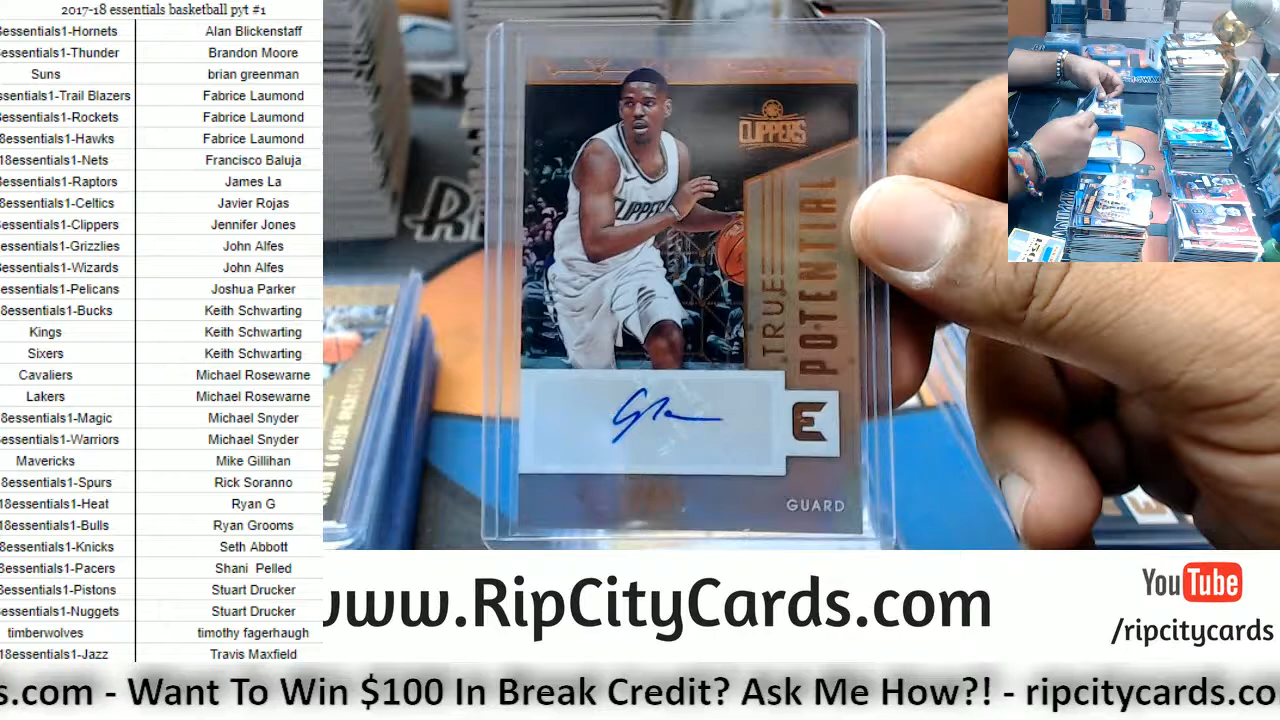 2017-18 essentials basketball pyt #1
8essentials1-Hornets Alan Blickenstaff
essentials1-Thunder Brandon Moore
Suns brian greenman
ssentials1-Trail Blazers Fabrice Laumond
essentials1-Rockets Fabrice Laumond
8essentials1-Hawks Fabrice Laumond
18essentials1-Nets Francisco Baluja
essentials1-Raptors James La
8essentials1-Celtics Javier Rojas
essentials1-Clippers Jennifer Jones
essentials1-Grizzlies John Alfes
essentials1-Wizards John Alfes
essentials1-Pelicans Joshua Parker
8essentials1-Bucks Keith Schwarting
Kings Keith Schwarting
Sixers Keith Schwarting
Cavaliers Michael Rosewarne
Lakers Michael Rosewarne
8essentials1-Magic Michael Snyder
essentials1-Warriors Michael Snyder
Mavericks Mike Gillihan
8essentials1-Spurs Rick Soranno
18essentials1-Heat Ryan G
18essentials1-Bulls Ryan Grooms
8essentials1-Knicks Seth Abbott
essentials1-Pacers Shani Pelled
8essentials1-Pistons Stuart Drucker
essentials1-Nuggets Stuart Drucker
timberwolves timothy fagerhaugh
18essentials1-Jazz Travis Maxfield
CLIPPERS
CLIPPERS
TRUE
POTENTIAL
E
GUARD
www.RipCityCards.com
YouTube
/ripcitycards
s.com - Want To Win $100 In Break Credit? Ask Me How?! - ripcitycards.co